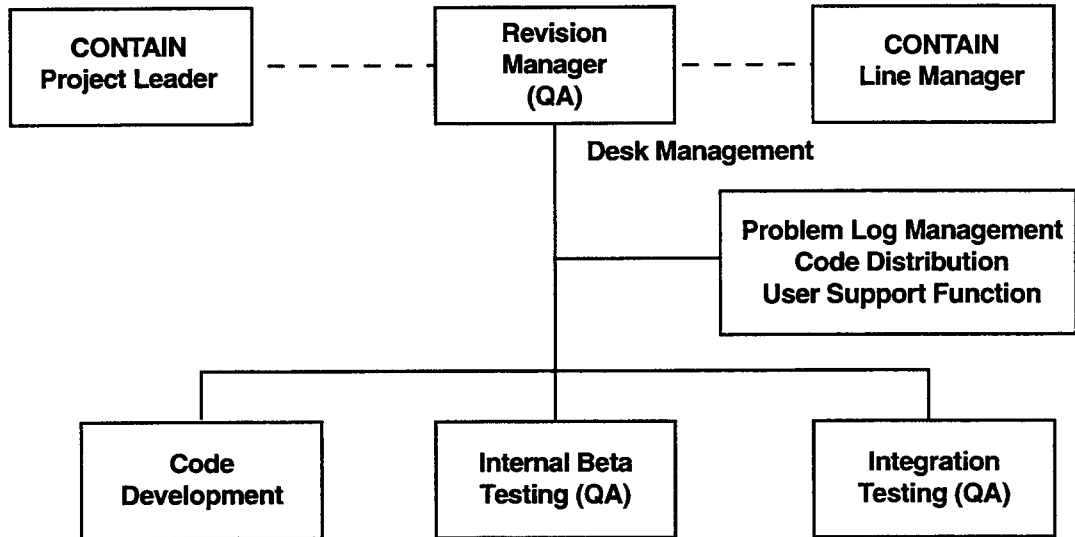 CONTAIN
Project Leader
Revision
Manager
(QA)
CONTAIN
Line Manager
Desk Management
Problem Log Management
Code Distribution
User Support Function
Code
Development
Internal Beta
Testing (QA)
Integration
Testing (QA)